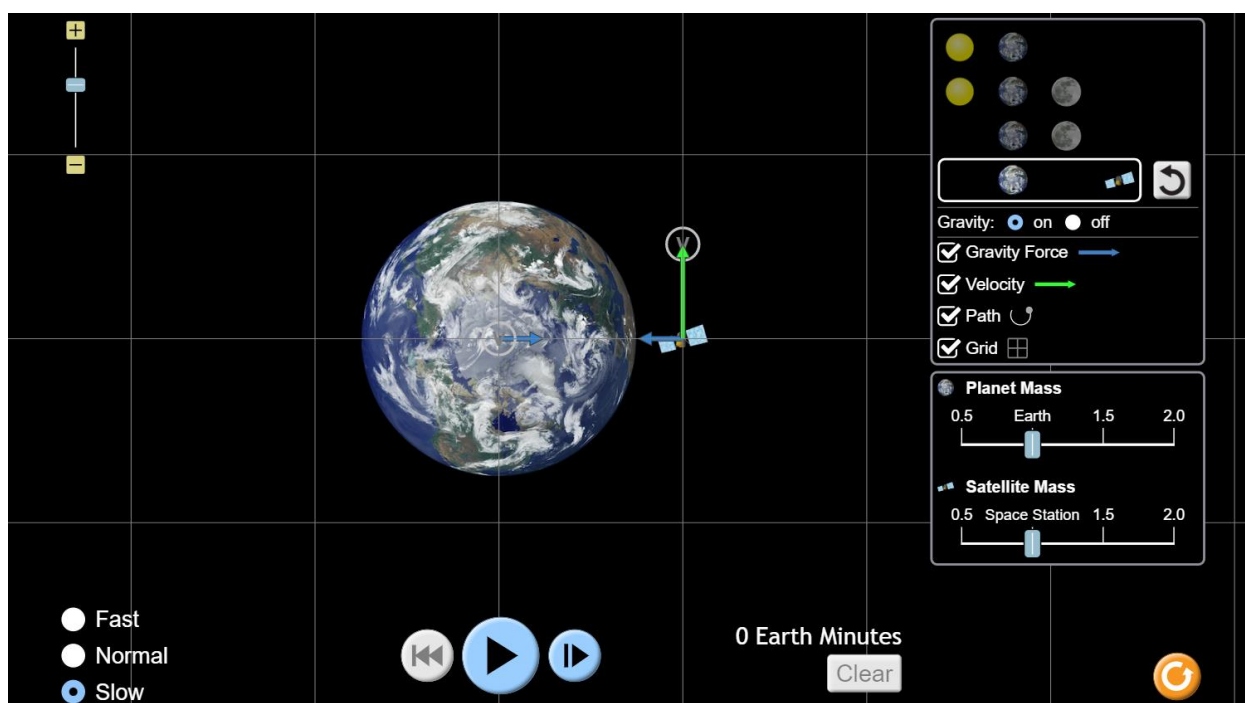 +
−
Gravity: on off
Gravity Force
Velocity
Path
Grid
v
Planet Mass
0.5 Earth 1.5 2.0
Satellite Mass
0.5 Space Station 1.5 2.0
Fast
Normal
Slow
0 Earth Minutes
Clear